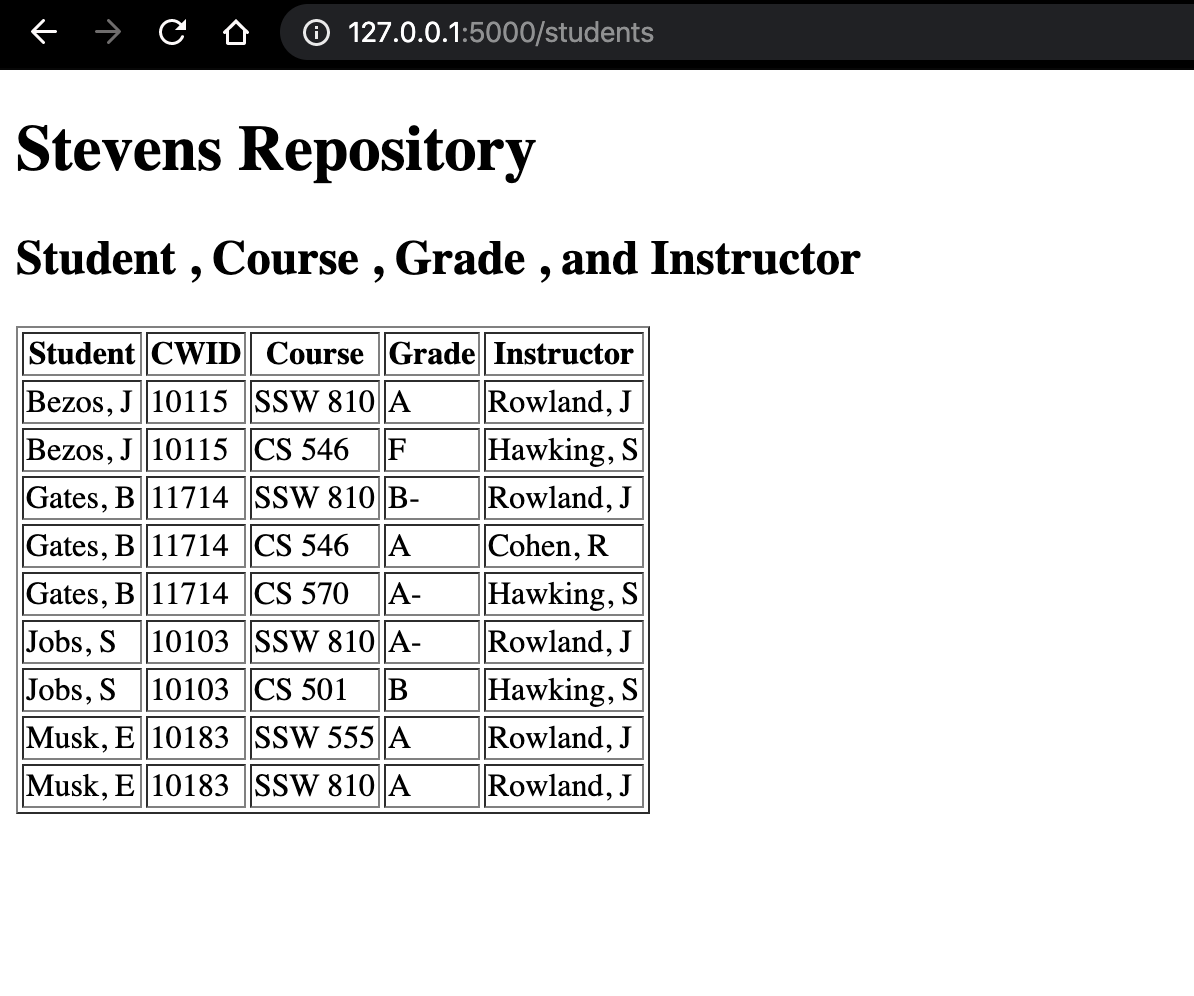 127.0.0.1:5000/students
Stevens Repository
Student , Course , Grade , and Instructor
Student CWID Course Grade Instructor
Bezos, J 10115 SSW 810 A Rowland, J
Bezos, J 10115 CS 546 F Hawking, S
Gates, B 11714 SSW 810 B- Rowland, J
Gates, B 11714 CS 546 A Cohen, R
Gates, B 11714 CS 570 A- Hawking, S
Jobs, S 10103 SSW 810 A- Rowland, J
Jobs, S 10103 CS 501 B Hawking, S
Musk, E 10183 SSW 555 A Rowland, J
Musk, E 10183 SSW 810 A Rowland, J